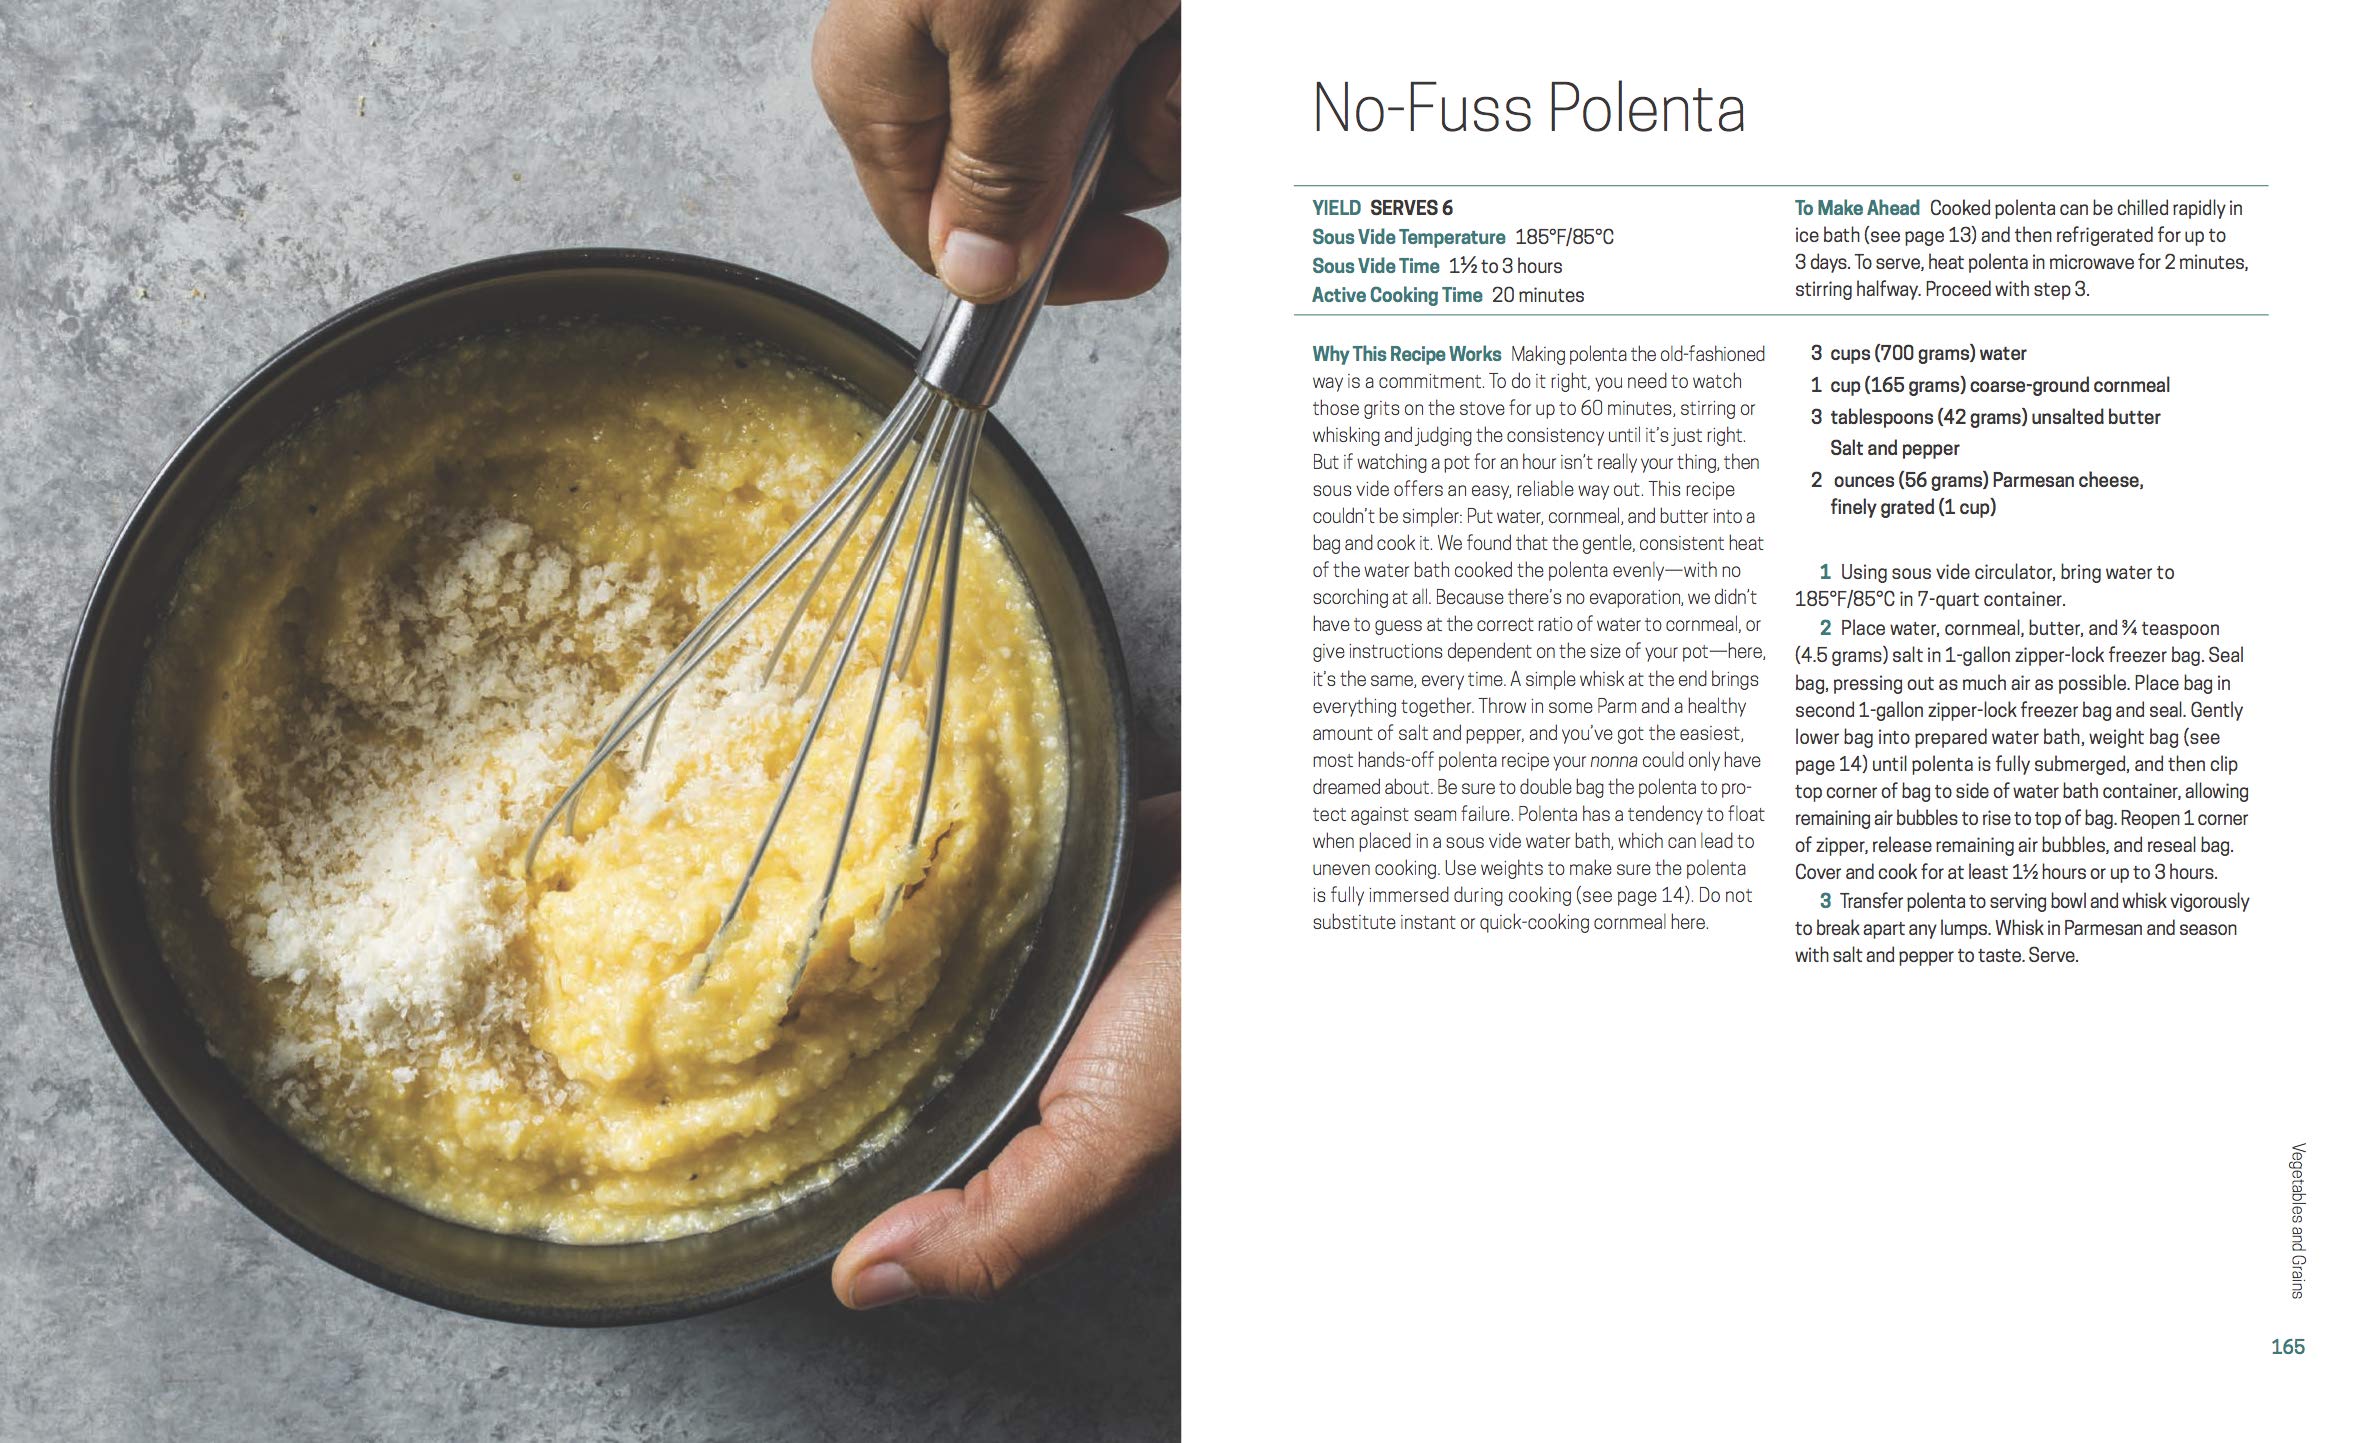 No-Fuss Polenta
YIELD SERVES 6
Sous Vide Temperature 185°F/85°C
Sous Vide Time 1½ to 3 hours
Active Cooking Time 20 minutes
To Make Ahead Cooked polenta can be chilled rapidly in
ice bath (see page 13) and then refrigerated for up to
3 days. To serve, heat polenta in microwave for 2 minutes,
stirring halfway. Proceed with step 3.
Why This Recipe Works Making polenta the old-fashioned
way is a commitment. To do it right, you need to watch
those grits on the stove for up to 60 minutes, stirring or
whisking and judging the consistency until it's just right.
But if watching a pot for an hour isn't really your thing, then
sous vide offers an easy, reliable way out. This recipe
couldn't be simpler: Put water, cornmeal, and butter into a
bag and cook it. We found that the gentle, consistent heat
of the water bath cooked the polenta evenly—with no
scorching at all. Because there's no evaporation, we didn't
have to guess at the correct ratio of water to cornmeal, or
give instructions dependent on the size of your pot—here,
it's the same, every time. A simple whisk at the end brings
everything together. Throw in some Parm and a healthy
amount of salt and pepper, and you've got the easiest,
most hands-off polenta recipe your nonna could only have
dreamed about. Be sure to double bag the polenta to pro-
tect against seam failure. Polenta has a tendency to float
when placed in a sous vide water bath, which can lead to
uneven cooking. Use weights to make sure the polenta
is fully immersed during cooking (see page 14). Do not
substitute instant or quick-cooking cornmeal here.
3 cups (700 grams) water
1 cup (165 grams) coarse-ground cornmeal
3 tablespoons (42 grams) unsalted butter
Salt and pepper
2 ounces (56 grams) Parmesan cheese,
finely grated (1 cup)
1 Using sous vide circulator, bring water to
185°F/85°C in 7-quart container.
2 Place water, cornmeal, butter, and ¾ teaspoon
(4.5 grams) salt in 1-gallon zipper-lock freezer bag. Seal
bag, pressing out as much air as possible. Place bag in
second 1-gallon zipper-lock freezer bag and seal. Gently
lower bag into prepared water bath, weight bag (see
page 14) until polenta is fully submerged, and then clip
top corner of bag to side of water bath container, allowing
remaining air bubbles to rise to top of bag. Reopen 1 corner
of zipper, release remaining air bubbles, and reseal bag.
Cover and cook for at least 1½ hours or up to 3 hours.
3 Transfer polenta to serving bowl and whisk vigorously
to break apart any lumps. Whisk in Parmesan and season
with salt and pepper to taste. Serve.
Vegetables and Grains
165